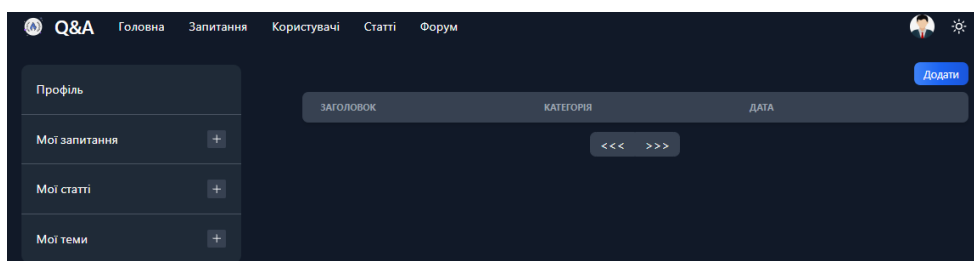 Q&A Головна Запитання Користувачі Статті Форум
Додати
Профіль
ЗАГОЛОВОК КАТЕГОРІЯ ДАТА
Мої запитання +
<<< >>>
Мої статті +
Мої теми +